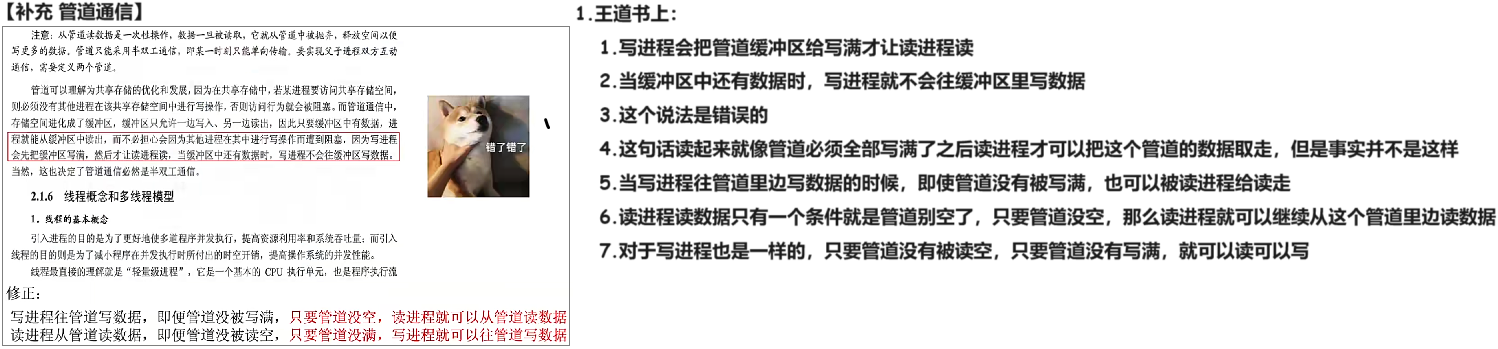 【补充 管道通信】
注意：从管道读数据是一次性操作，数据一旦被读取，它就从管道中被抛弃，释放空间以便
写更多的数据。管道只能采用半双工通信，即某一时刻只能单向传输。要实现父子进程双方互动
通信，需要定义两个管道。
管道可以理解为共享存储的优化和发展，因为在共享存储中，若某进程要访问共享存储空间，
则必须没有其他进程在该共享存储空间中进行写操作，否则访问行为就会被阻塞。而管道通信中，
存储空间进化成了缓冲区，缓冲区只允许一边写入、另一边读出，因此只要缓冲区中有数据，进
程就能从缓冲区中读出，而不必担心会因为其他进程在其中进行写操作而遭到阻塞，因为写进程
会先把缓冲区写满，然后才让读进程读，当缓冲区中还有数据时，写进程不会往缓冲区写数据。
当然，这也决定了管道通信必然是半双工通信。
2.1.6 线程概念和多线程模型
1. 线程的基本概念
引入进程的目的是为了更好地使多道程序并发执行，提高资源利用率和系统吞吐量；而引入
线程的目的则是为了减小程序在并发执行时所付出的时空开销，提高操作系统的并发性能。
线程最直接的理解就是“轻量级进程”，它是一个基本的 CPU 执行单元，也是程序执行流
错了错了
修正：
写进程往管道写数据，即便管道没被写满，只要管道没空，读进程就可以从管道读数据
读进程从管道读数据，即便管道没被读空，只要管道没满，写进程就可以往管道写数据
1.王道书上：
1.写进程会把管道缓冲区给写满才让读进程读
2.当缓冲区中还有数据时，写进程就不会往缓冲区里写数据
3.这个说法是错误的
4.这句话读起来就像管道必须全部写满了之后读进程才可以把这个管道的数据取走，但是事实并不是这样
5.当写进程往管道里边写数据的时候，即使管道没有被写满，也可以被读进程给读走
6.读进程读数据只有一个条件就是管道别空了，只要管道没空，那么读进程就可以继续从这个管道里边读数据
7.对于写进程也是一样的，只要管道没有被读空，只要管道没有写满，就可以读可以写